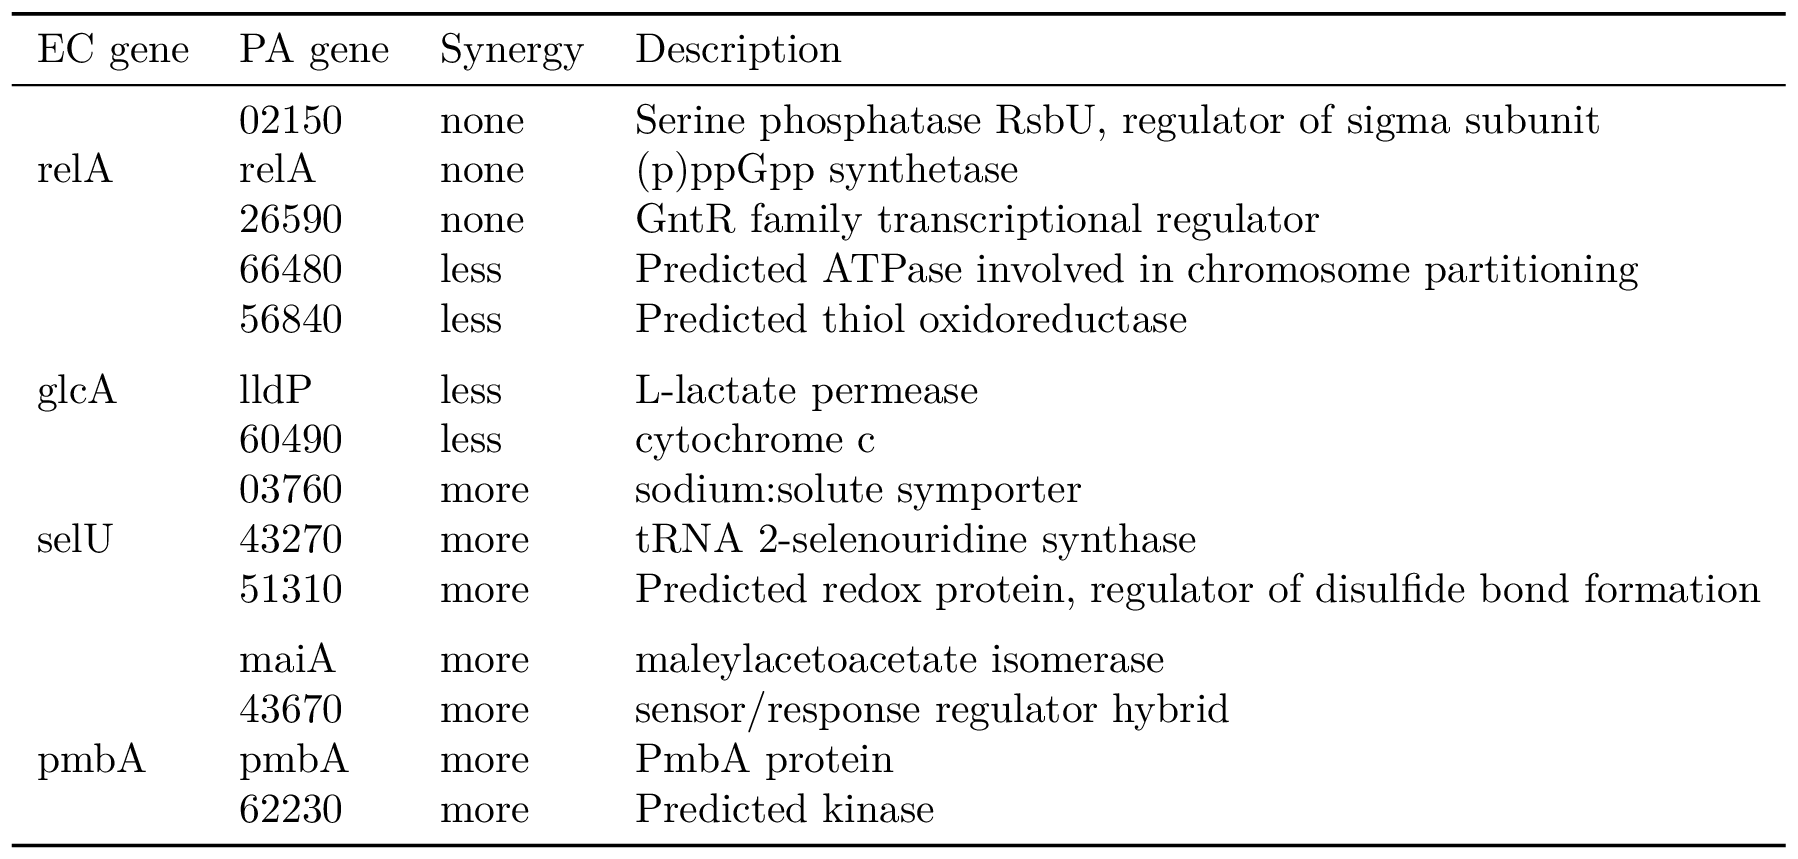 EC gene PA gene Synergy Description
02150 none Serine phosphatase RsbU, regulator of sigma subunit
relA relA none (p)ppGpp synthetase
26590 none GntR family transcriptional regulator
66480 less Predicted ATPase involved in chromosome partitioning
56840 less Predicted thiol oxidoreductase
glcA lldP less L-lactate permease
60490 less cytochrome c
03760 more sodium:solute symporter
selU 43270 more tRNA 2-selenouridine synthase
51310 more Predicted redox protein, regulator of disulfide bond formation
maiA more maleylacetoacetate isomerase
43670 more sensor/response regulator hybrid
pmbA pmbA more PmbA protein
62230 more Predicted kinase